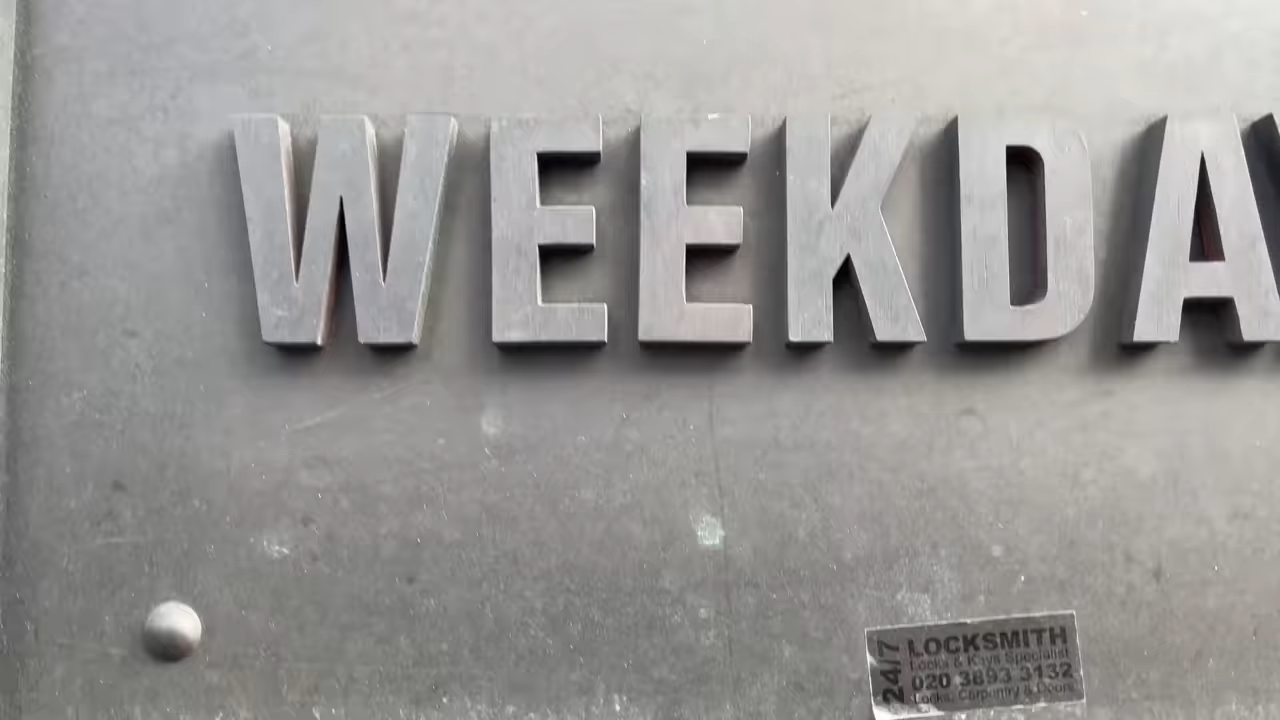 WEEKDA
24/7
LOCKSMITH
Locks & Keys Specialist
020 3893 3132
Locks, Carpentry & Doors